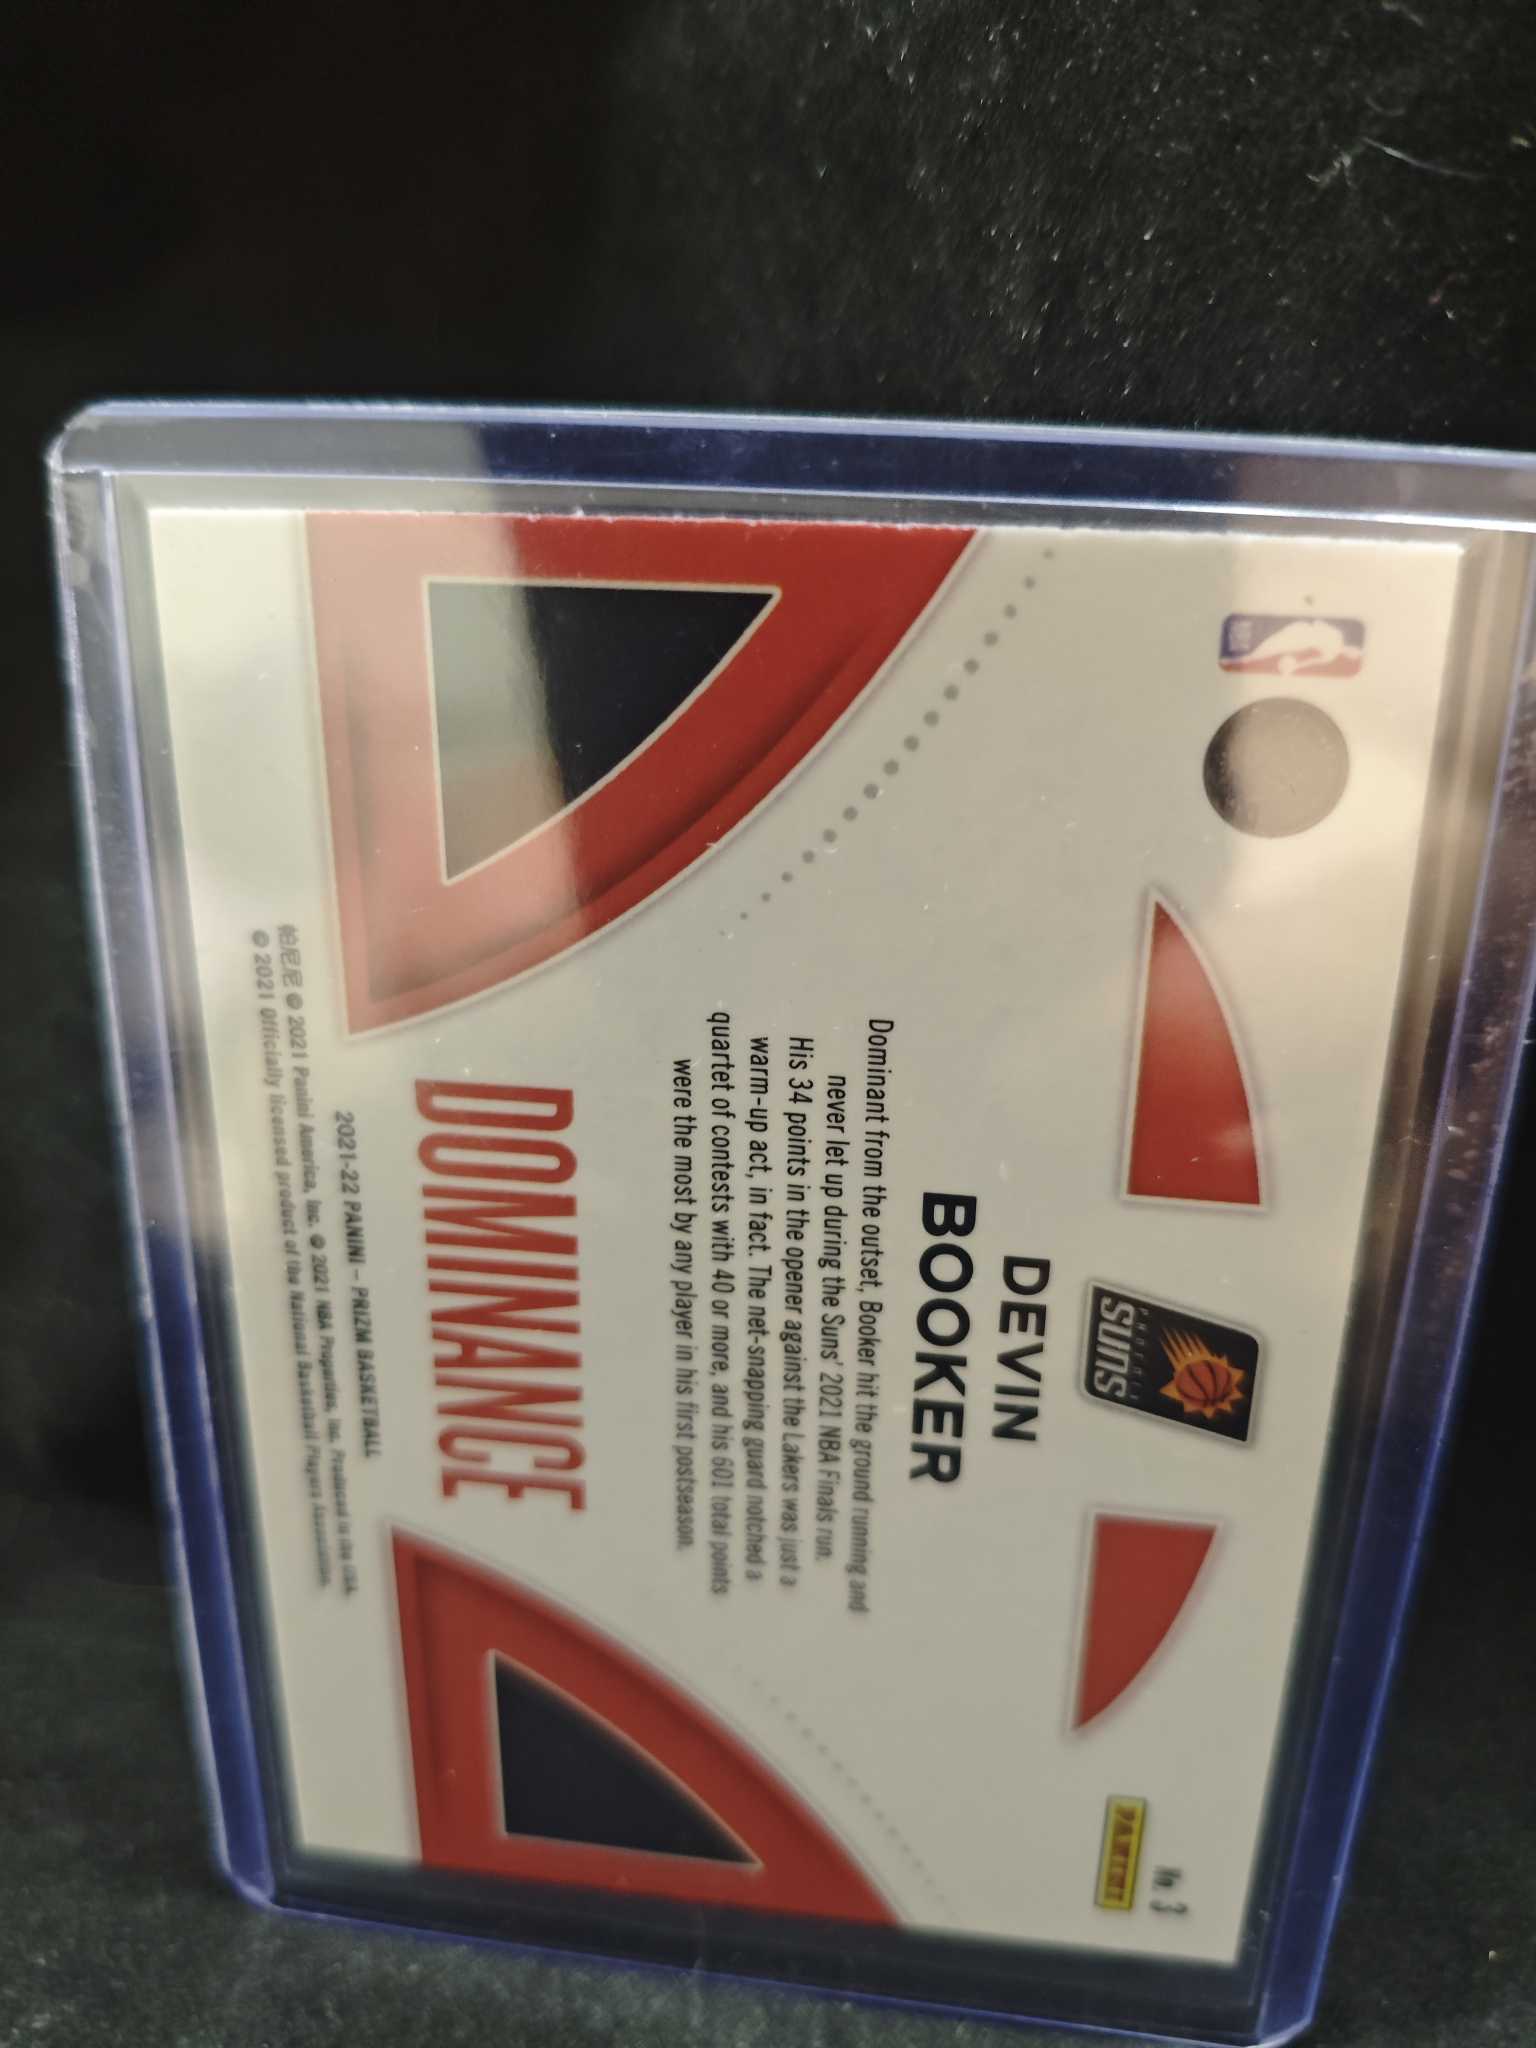 No. 3
PANINI
PHOENIX
SUNS
DEVIN
BOOKER
Dominant from the outset, Booker hit the ground running and
never let up during the Suns' 2021 NBA Finals run.
His 34 points in the opener against the Lakers was just a
warm-up act, in fact. The net-snapping guard notched a
quartet of contests with 40 or more, and his 601 total points
were the most by any player in his first postseason.
DOMINANCE
2021-22 PANINI – PRIZM BASKETBALL
帕尼尼 © 2021 Panini America, Inc. © 2021 NBA Properties, Inc. Produced in the USA.
© 2021 Officially licensed product of the National Basketball Players Association.